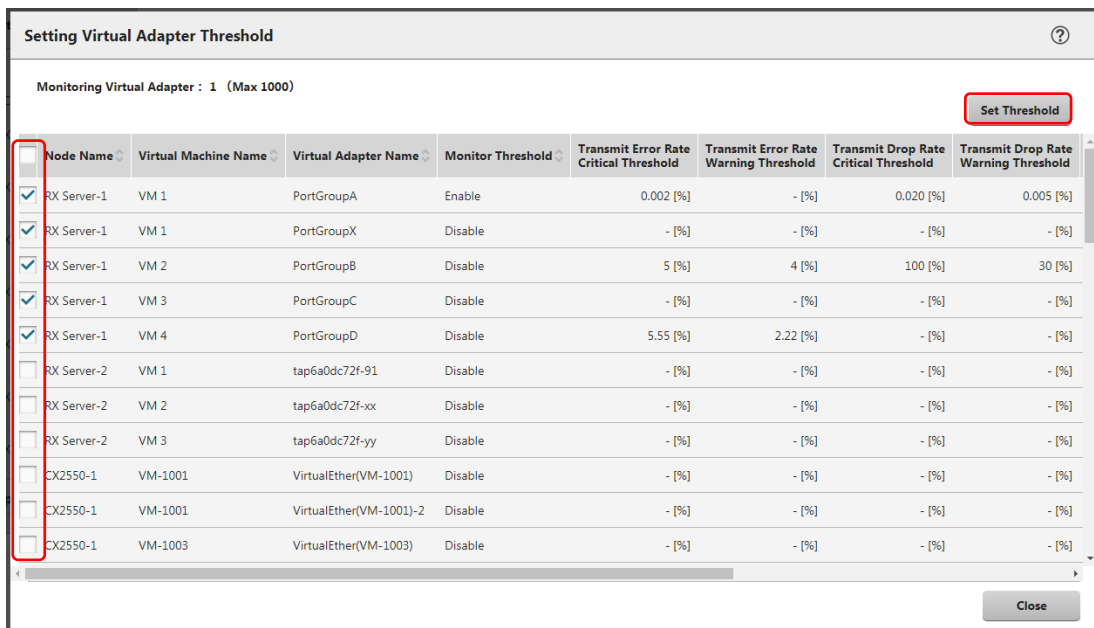 Setting Virtual Adapter Threshold ?
Monitoring Virtual Adapter : 1 (Max 1000)
Set Threshold
Node Name Virtual Machine Name Virtual Adapter Name Monitor Threshold Transmit Error Rate Critical Threshold Transmit Error Rate Warning Threshold Transmit Drop Rate Critical Threshold Transmit Drop Rate Warning Threshold
RX Server-1 VM 1 PortGroupA Enable 0.002 [%] - [%] 0.020 [%] 0.005 [%]
RX Server-1 VM 1 PortGroupX Disable - [%] - [%] - [%] - [%]
RX Server-1 VM 2 PortGroupB Disable 5 [%] 4 [%] 100 [%] 30 [%]
RX Server-1 VM 3 PortGroupC Disable - [%] - [%] - [%] - [%]
RX Server-1 VM 4 PortGroupD Disable 5.55 [%] 2.22 [%] - [%] - [%]
RX Server-2 VM 1 tap6a0dc72f-91 Disable - [%] - [%] - [%] - [%]
RX Server-2 VM 2 tap6a0dc72f-xx Disable - [%] - [%] - [%] - [%]
RX Server-2 VM 3 tap6a0dc72f-yy Disable - [%] - [%] - [%] - [%]
CX2550-1 VM-1001 VirtualEther(VM-1001) Disable - [%] - [%] - [%] - [%]
CX2550-1 VM-1001 VirtualEther(VM-1001)-2 Disable - [%] - [%] - [%] - [%]
CX2550-1 VM-1003 VirtualEther(VM-1003) Disable - [%] - [%] - [%] - [%]
Close